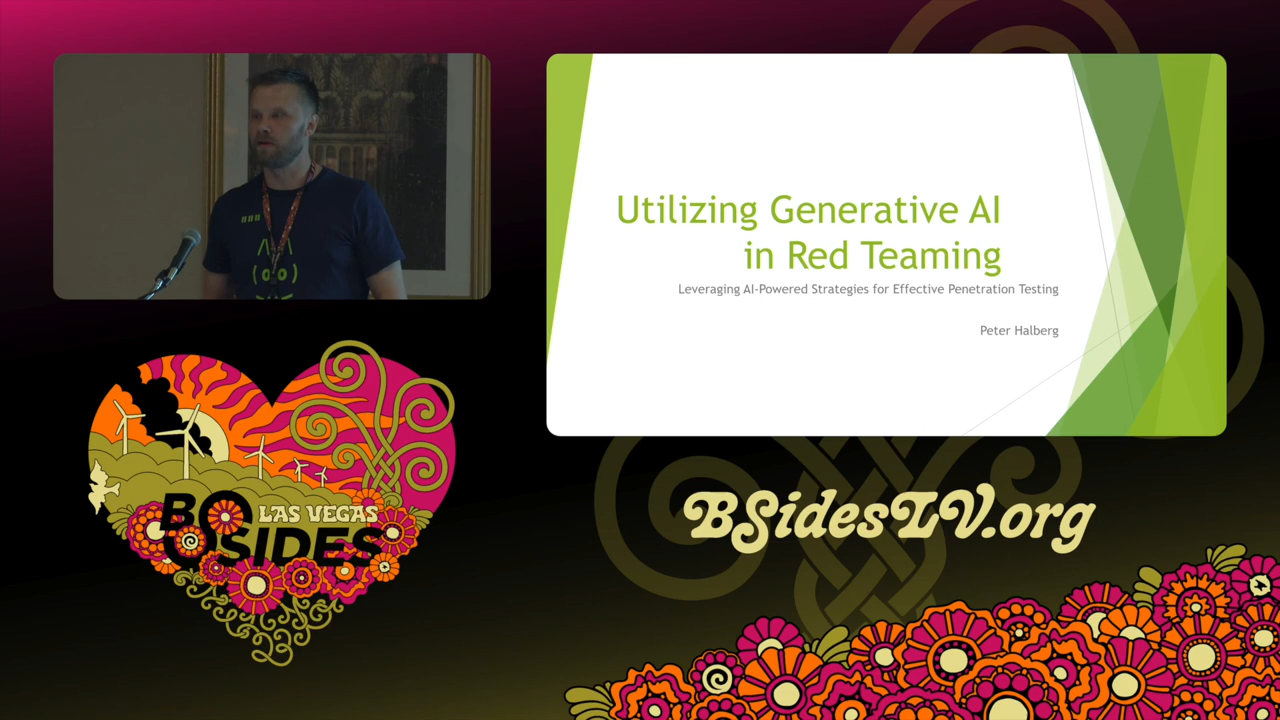 Utilizing Generative AI
in Red Teaming
Leveraging AI-Powered Strategies for Effective Penetration Testing
Peter Halberg
LAS VEGAS
SIDES
BSidesLV.org